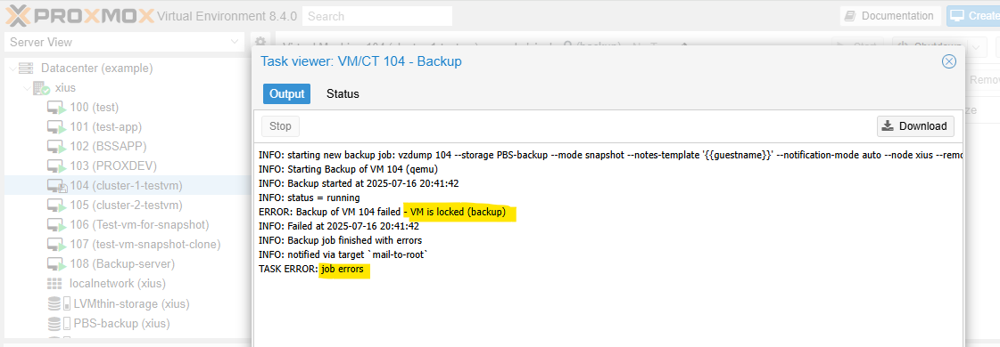 PROXMOX Virtual Environment 8.4.0 Search Documentation Create
Server View
Datacenter (example)
xius
100 (test)
101 (test-app)
102 (BSSAPP)
103 (PROXDEV)
104 (cluster-1-testvm)
105 (cluster-2-testvm)
106 (Test-vm-for-snapshot)
107 (test-vm-snapshot-clone)
108 (Backup-server)
localnetwork (xius)
LVMthin-storage (xius)
PBS-backup (xius)
Task viewer: VM/CT 104 - Backup
Output Status
Stop Download
INFO: starting new backup job: vzdump 104 --storage PBS-backup --mode snapshot --notes-template '{{guestname}}' --notification-mode auto --node xius --remo
INFO: Starting Backup of VM 104 (qemu)
INFO: Backup started at 2025-07-16 20:41:42
INFO: status = running
ERROR: Backup of VM 104 failed - VM is locked (backup)
INFO: Failed at 2025-07-16 20:41:42
INFO: Backup job finished with errors
INFO: notified via target `mail-to-root`
TASK ERROR: job errors
Remov